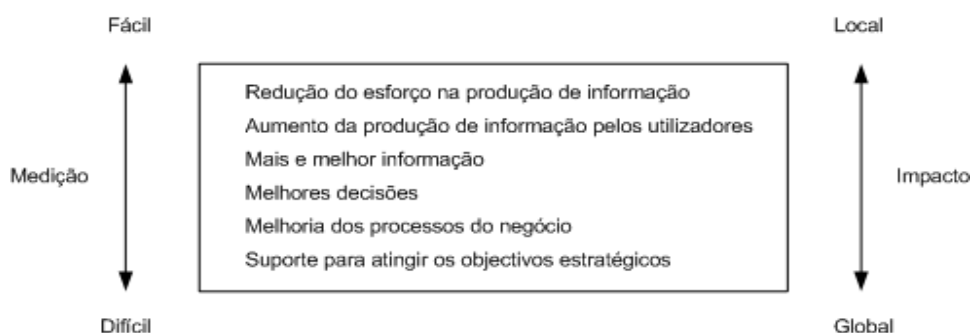 Fácil
Local
Redução do esforço na produção de informação
Aumento da produção de informação pelos utilizadores
Mais e melhor informação
Medição
Impacto
Melhores decisões
Melhoria dos processos do negócio
Suporte para atingir os objectivos estratégicos
Difícil
Global